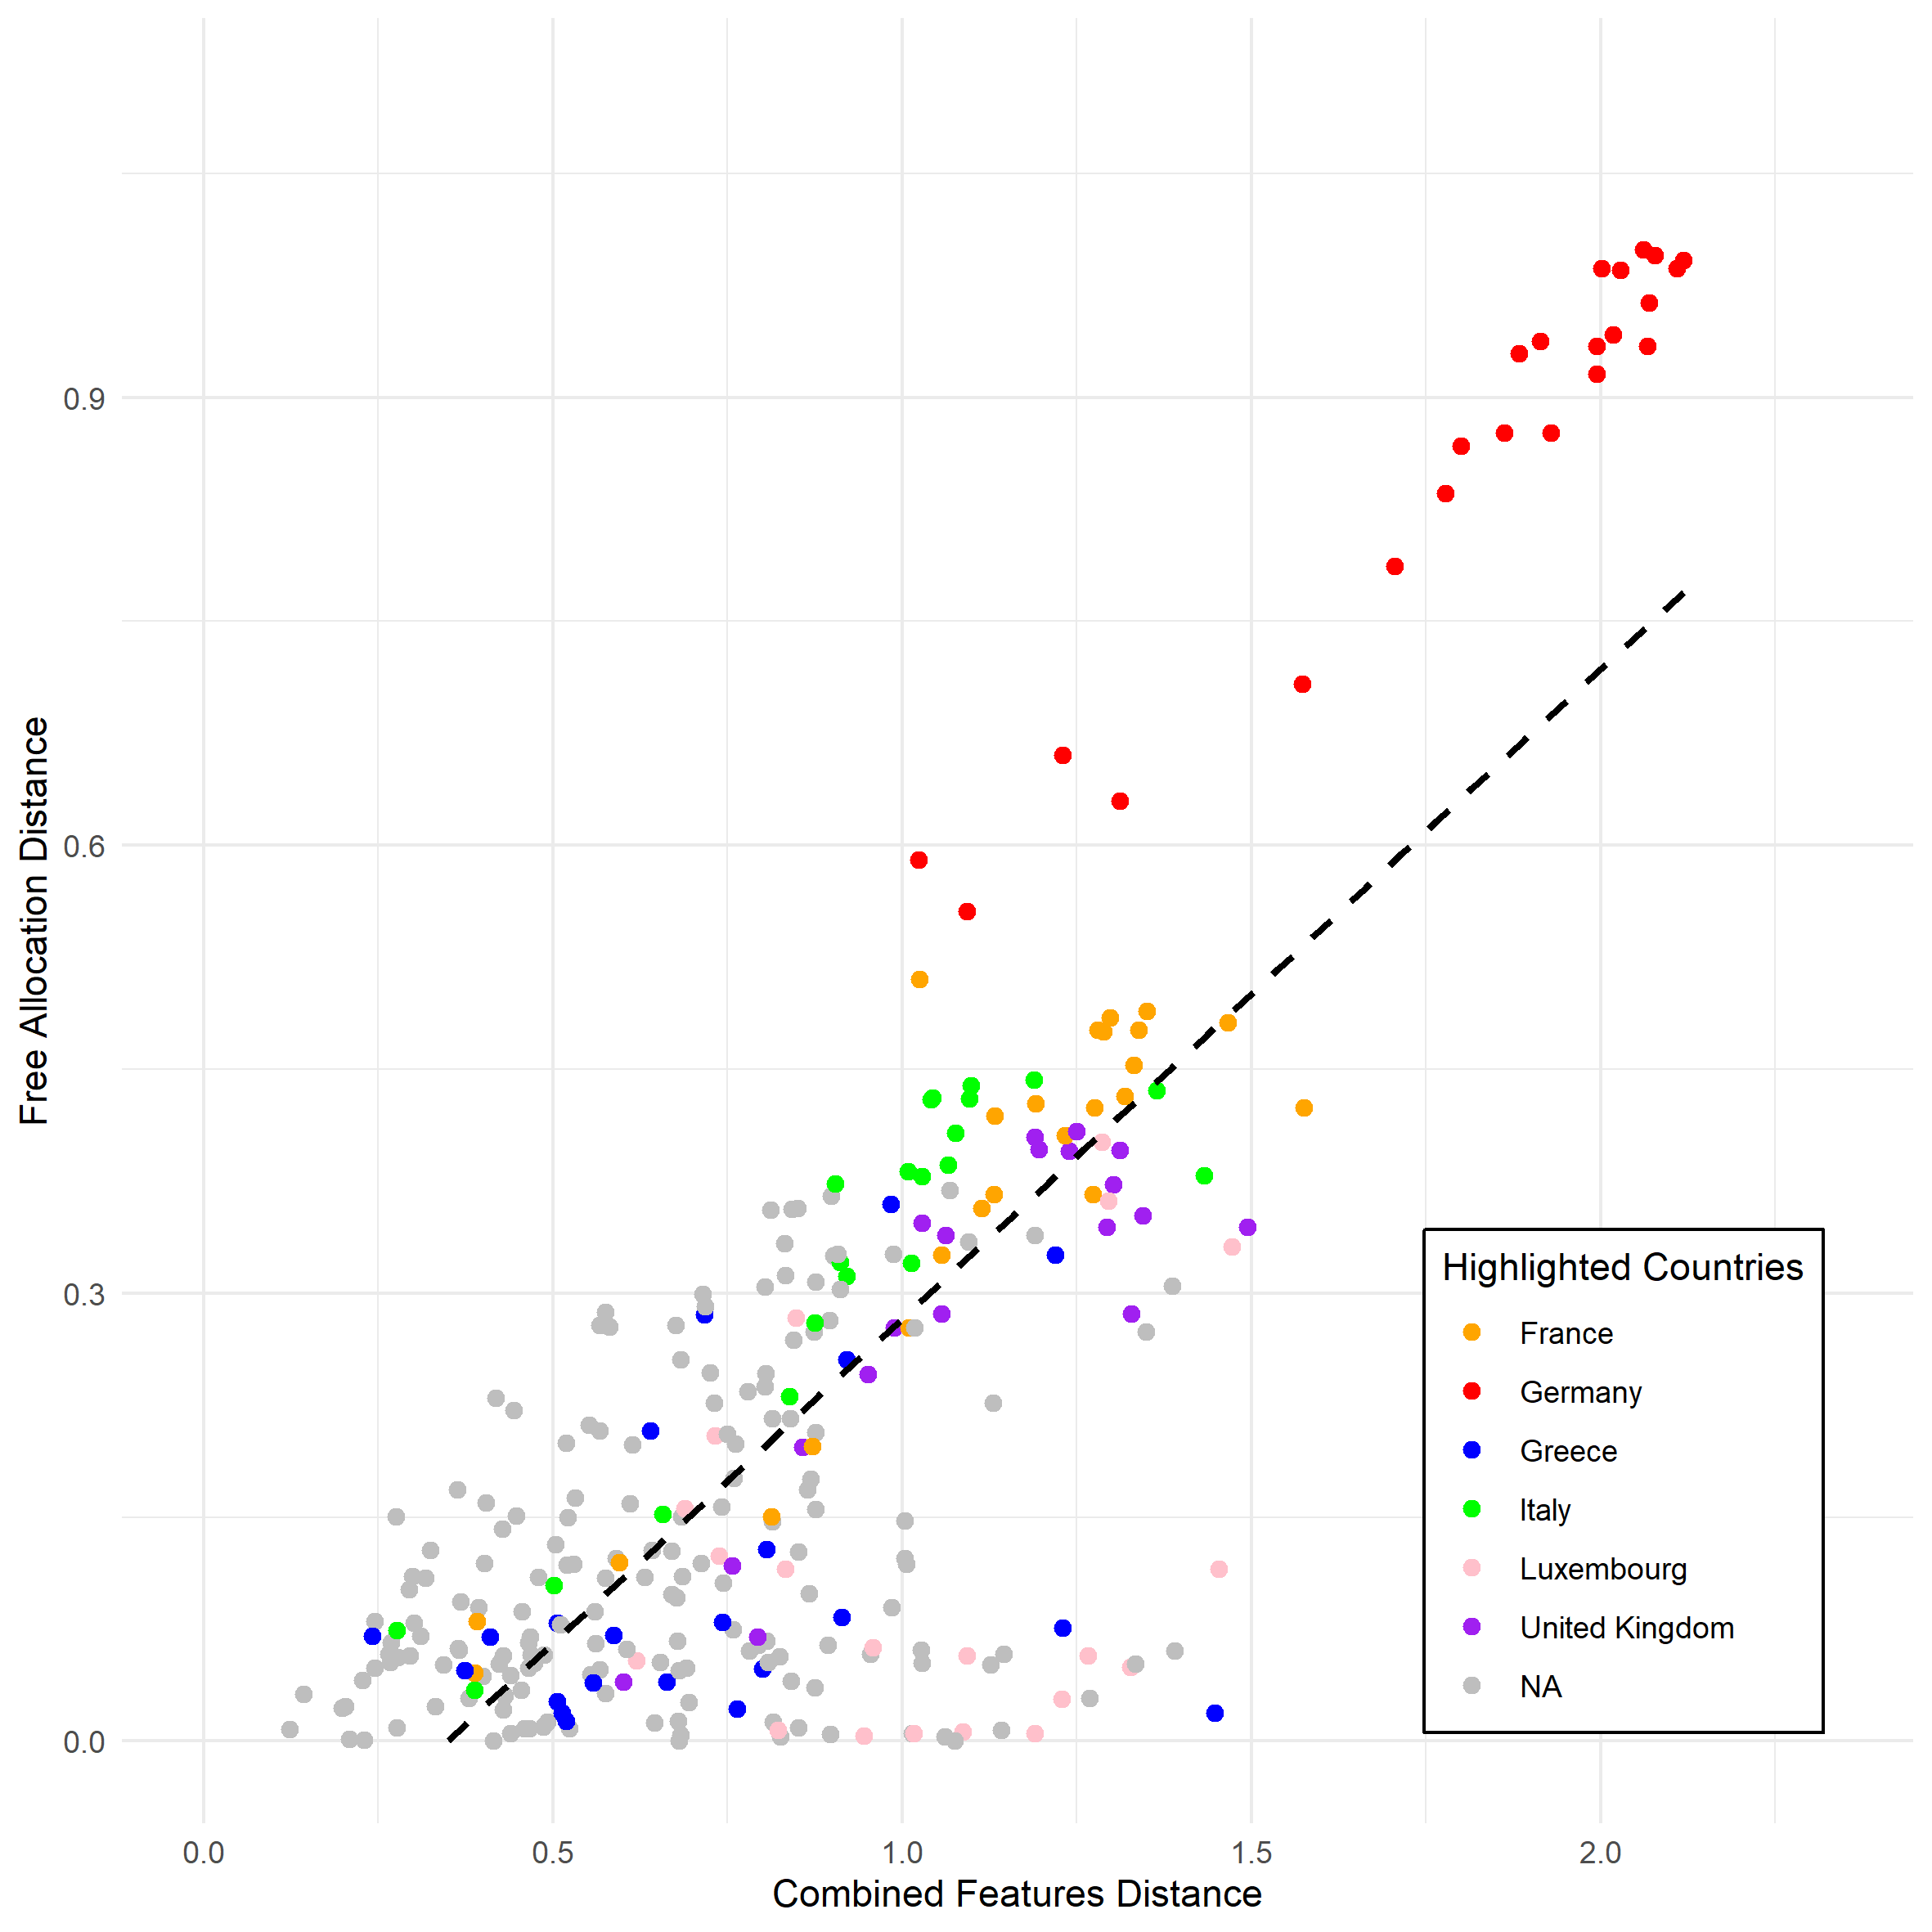 0.9
0.6
0.3
0.0
Free Allocation Distance
Highlighted Countries
France
Germany
Greece
Italy
Luxembourg
United Kingdom
NA
0.0 0.5 1.0 1.5 2.0
Combined Features Distance